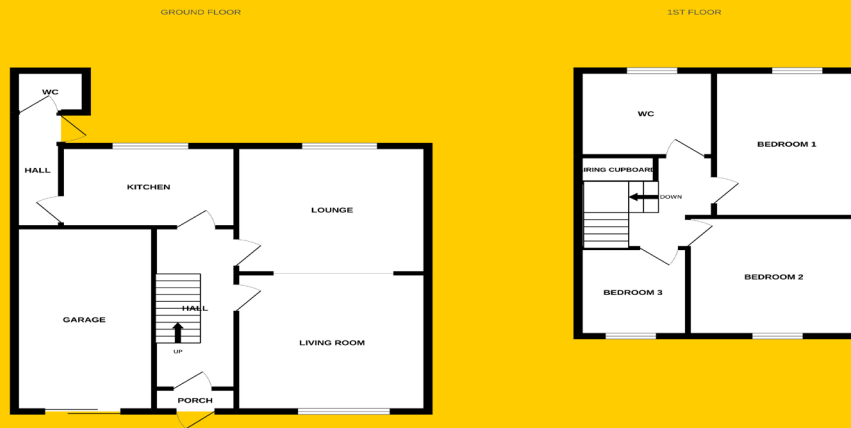 GROUND FLOOR
WC
HALL
KITCHEN
LOUNGE
GARAGE
HALL
LIVING ROOM
UP
PORCH
1ST FLOOR
WC
BEDROOM 1
IRING CUPBOARD
DOWN
BEDROOM 2
BEDROOM 3